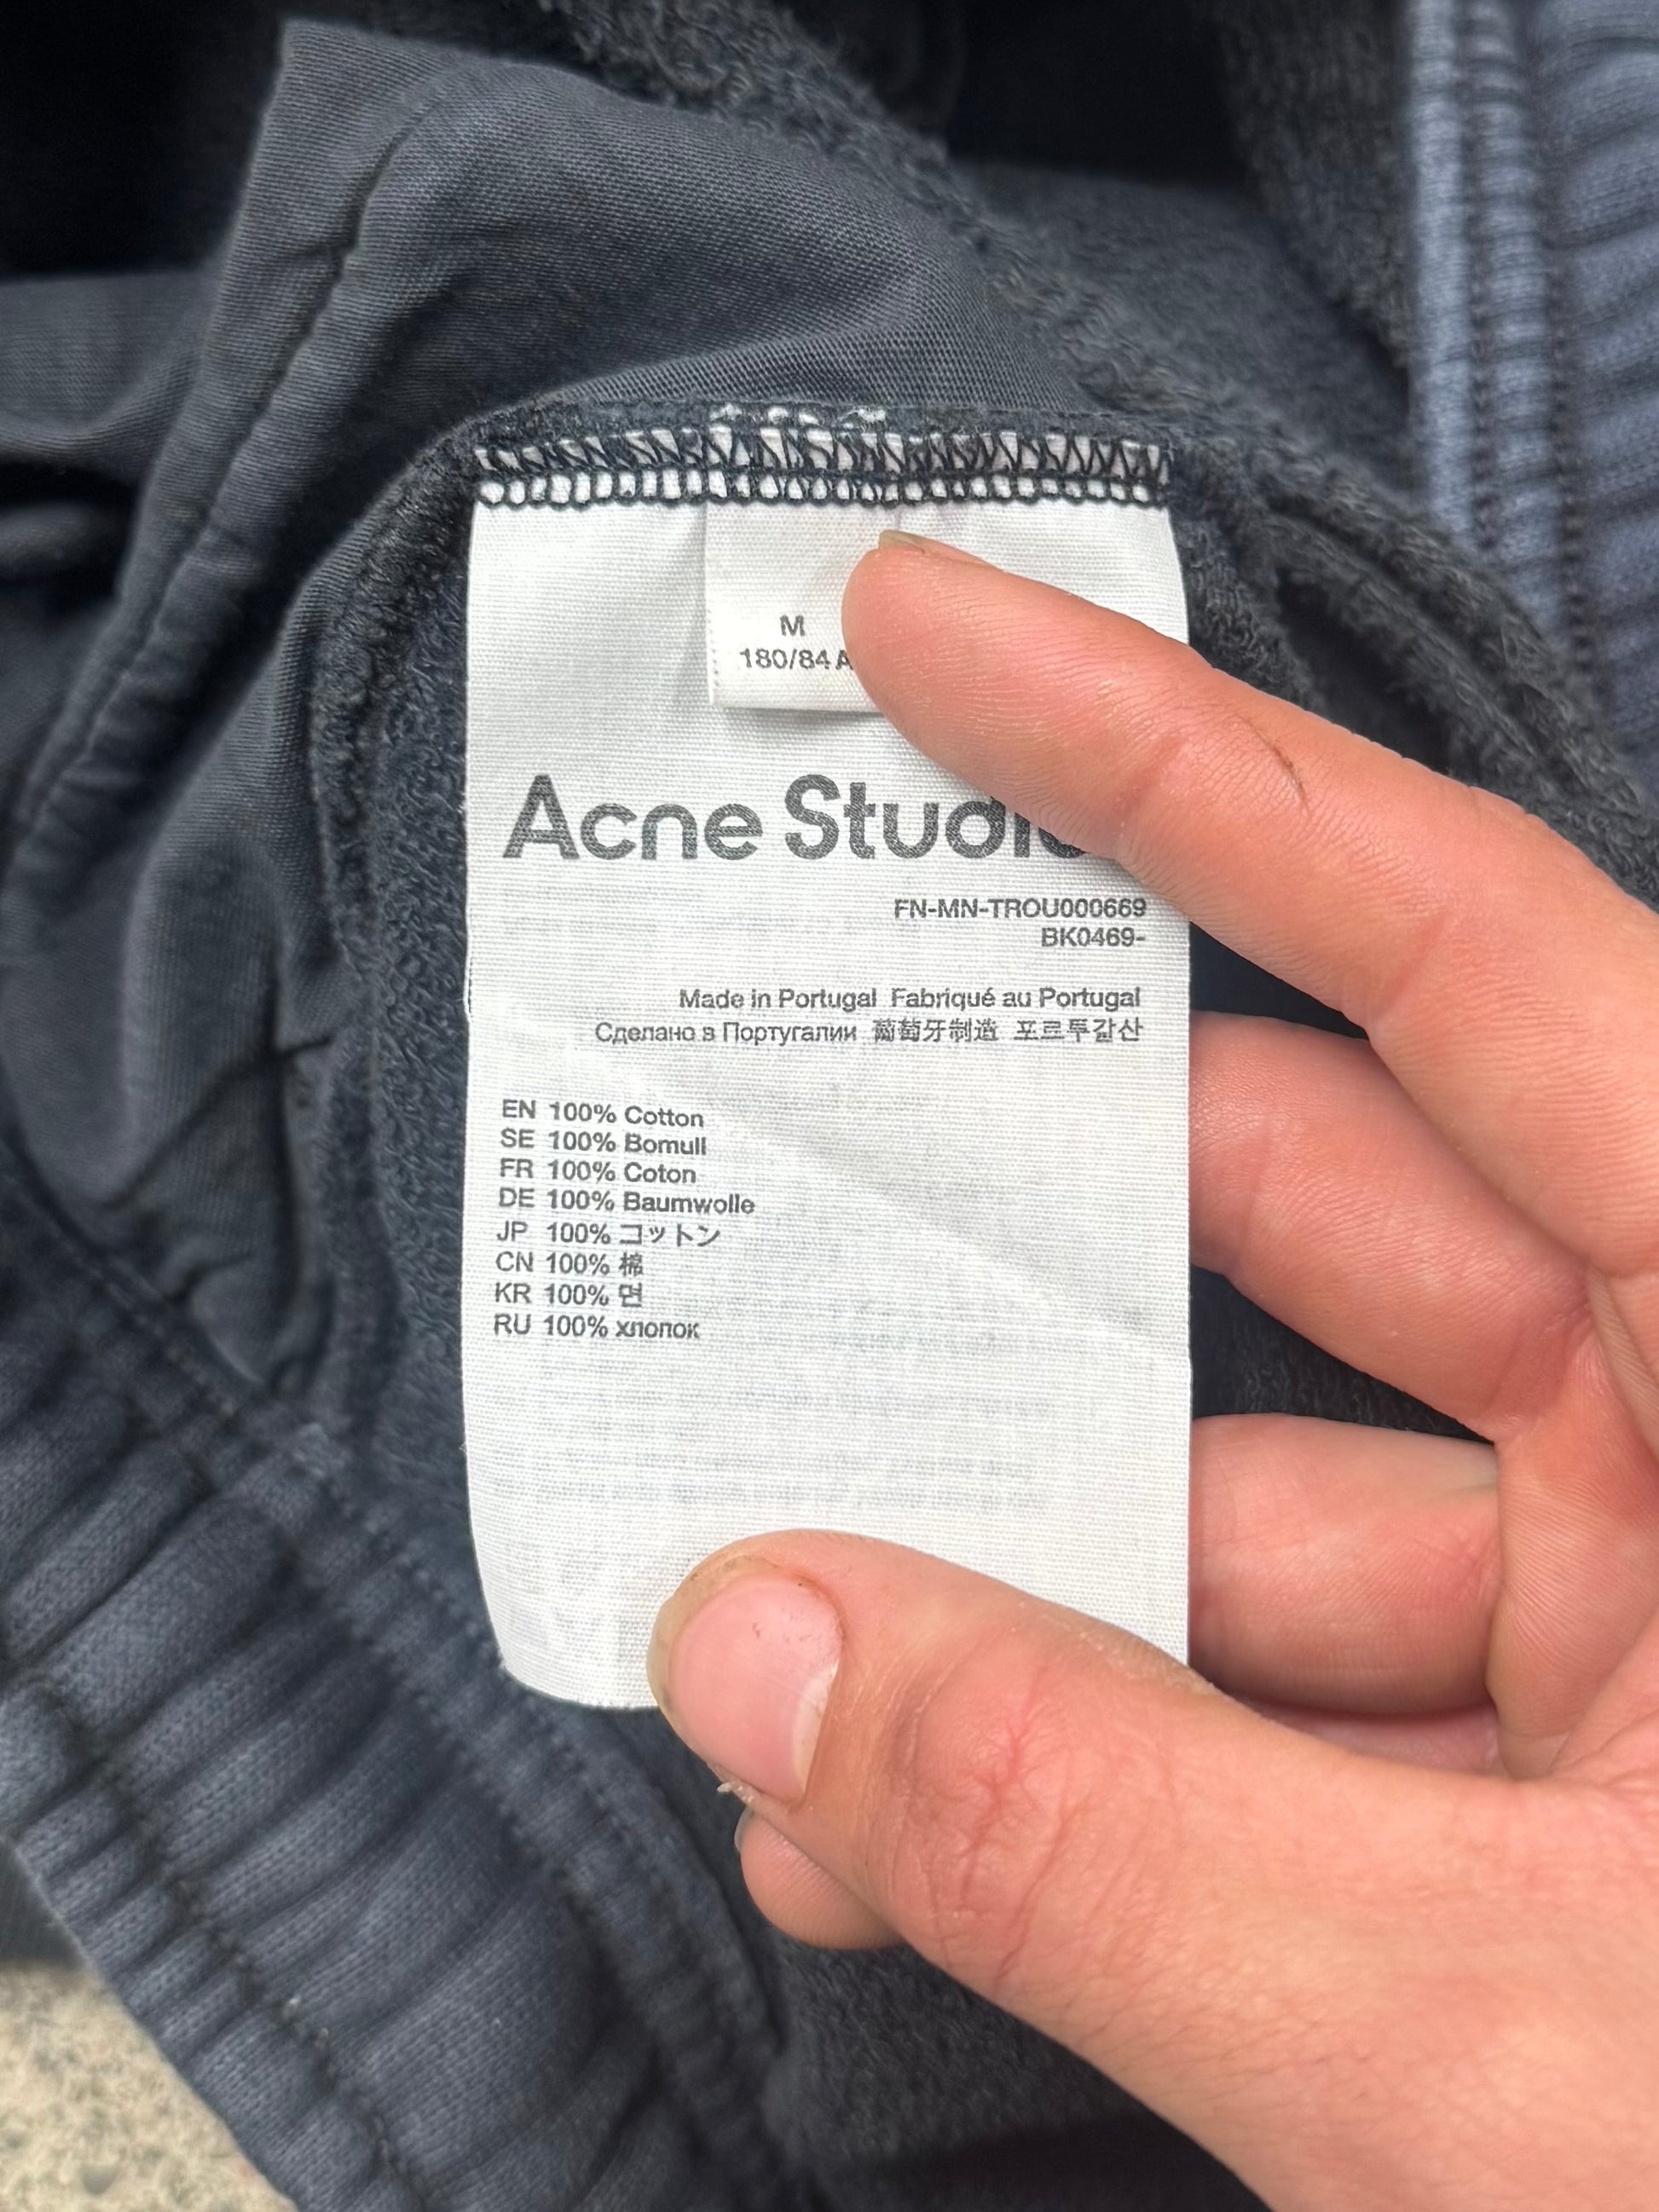 M
180/84A
Acne Studio
FN-MN-TROU000669
BK0469-
Made in Portugal Fabriqué au Portugal
Сделано в Португалии 葡萄牙制造 포르투갈산
EN 100% Cotton
SE 100% Bomull
FR 100% Coton
DE 100% Baumwolle
JP 100% コットン
CN 100% 棉
KR 100% 면
RU 100% хлопок